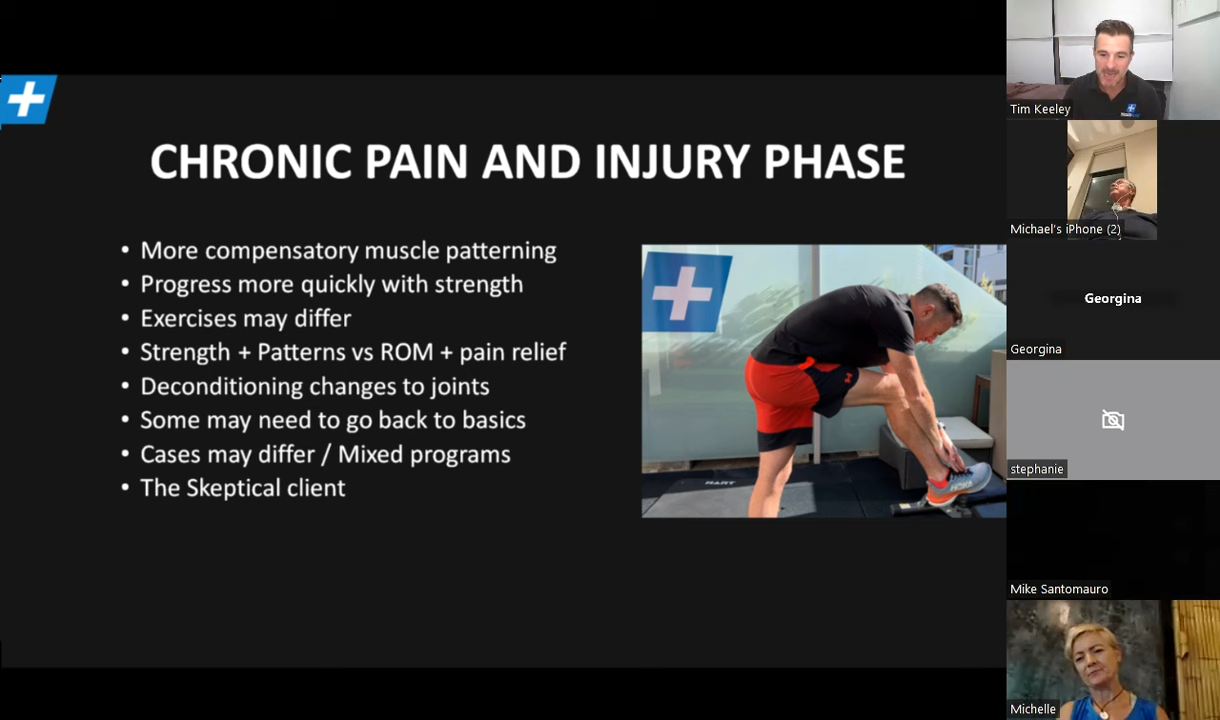 CHRONIC PAIN AND INJURY PHASE
• More compensatory muscle patterning
• Progress more quickly with strength
• Exercises may differ
• Strength + Patterns vs ROM + pain relief
• Deconditioning changes to joints
• Some may need to go back to basics
• Cases may differ / Mixed programs
• The Skeptical client
HART
HOKA
Tim Keeley
Michael's iPhone (2)
Georgina
Georgina
stephanie
Mike Santomauro
Michelle